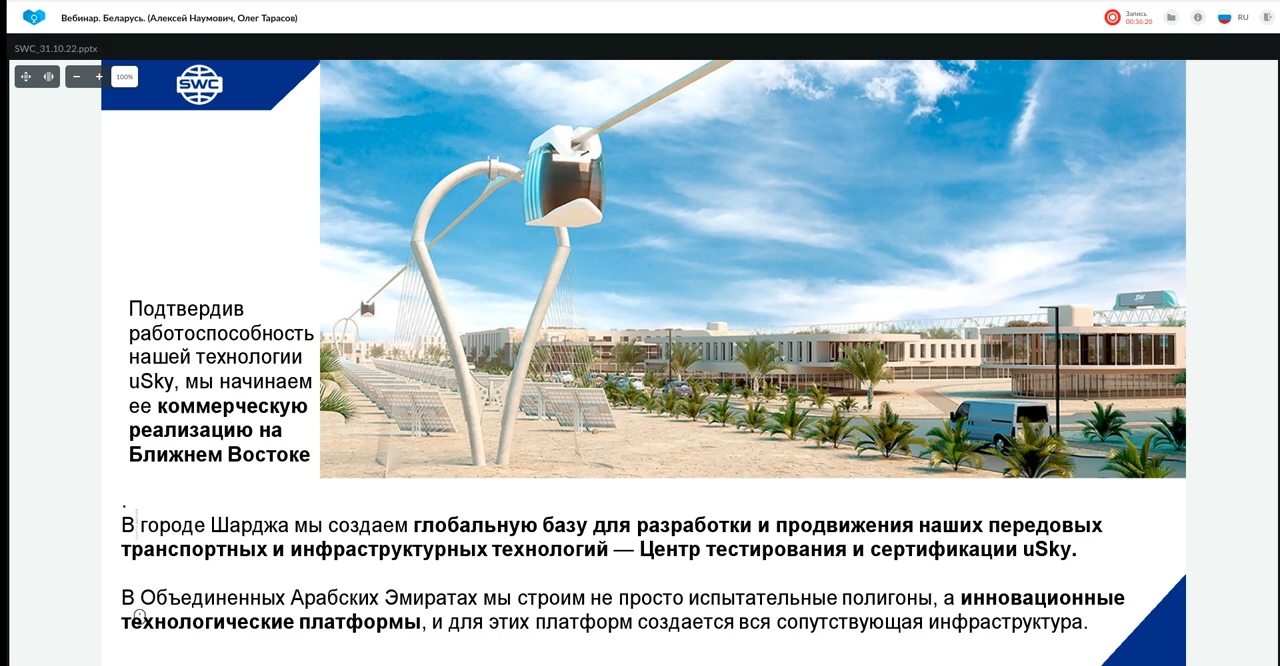 Вебинар. Беларусь. (Алексей Наумович, Олег Тарасов)
Запись
00:36:20
RU
SWC_31.10.22.pptx
100%
SWC
SW
Подтвердив
работоспособность
нашей технологии
uSky, мы начинаем
ее коммерческую
реализацию на
Ближнем Востоке
.
В городе Шарджа мы создаем глобальную базу для разработки и продвижения наших передовых
транспортных и инфраструктурных технологий — Центр тестирования и сертификации uSky.
В Объединенных Арабских Эмиратах мы строим не просто испытательные полигоны, а инновационные
технологические платформы, и для этих платформ создается вся сопутствующая инфраструктура.